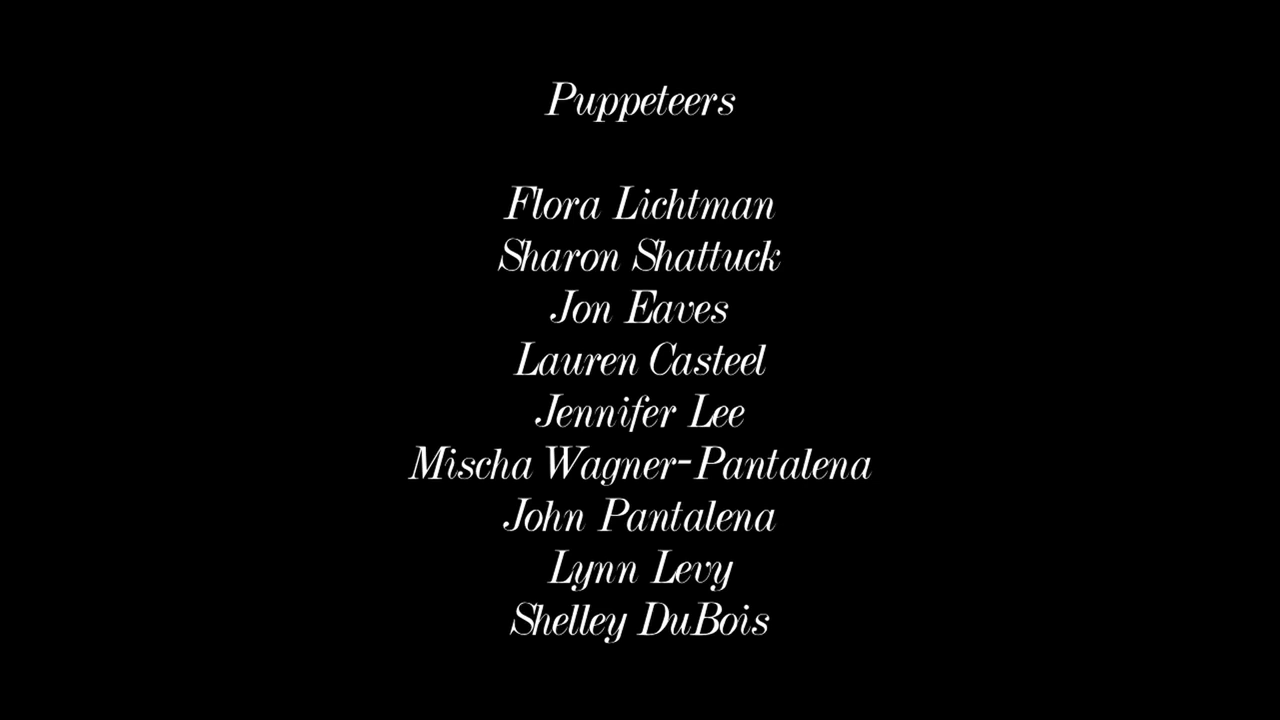 Puppeteers
Flora Lichtman
Sharon Shattuck
Jon Eaves
Lauren Casteel
Jennifer Lee
Mischa Wagner-Pantalena
John Pantalena
Lynn Levy
Shelley DuBois